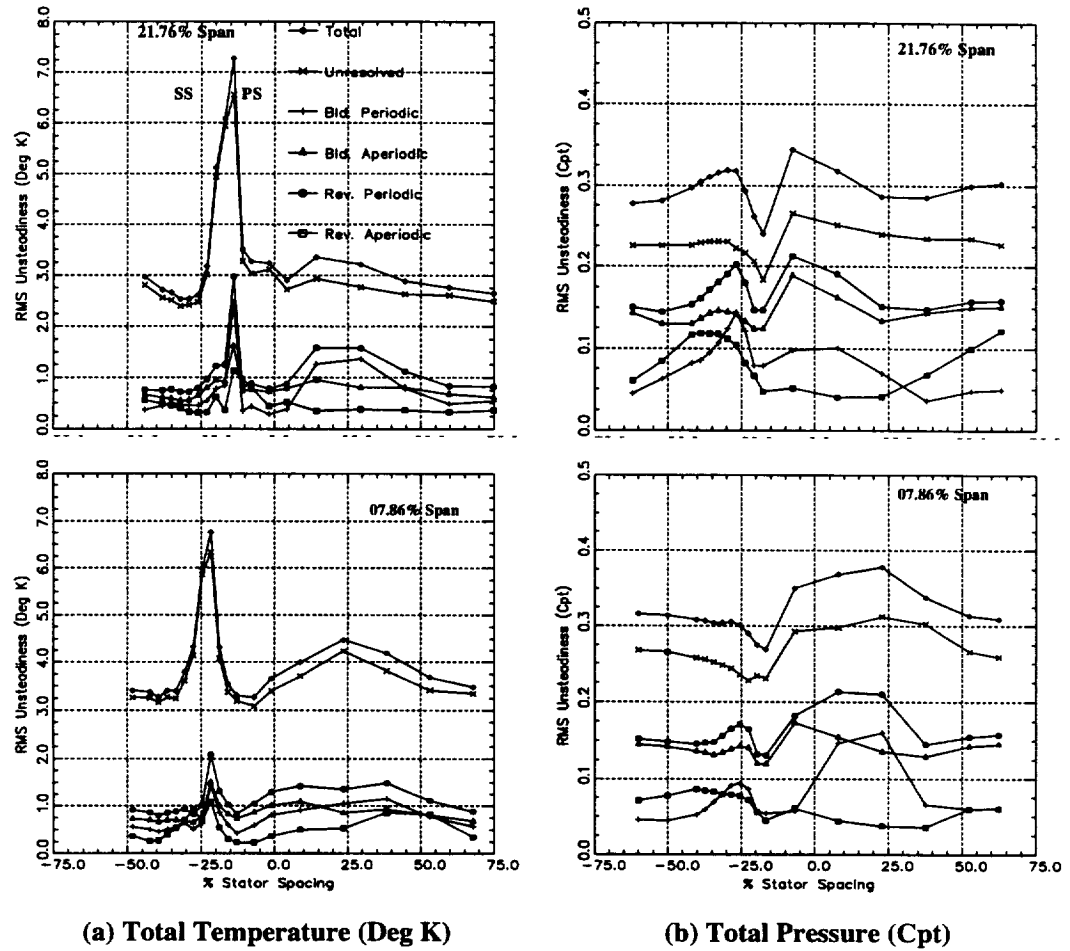 8.0
7.0
6.0
5.0
4.0
3.0
2.0
1.0
0.0
RMS Unsteadiness (Deg K)
21.76% Span
SS
PS
Total
Unresolved
Bld. Periodic
Bld. Aperiodic
Rev. Periodic
Rev. Aperiodic
0.5
0.4
0.3
0.2
0.1
0.0
RMS Unsteadiness (Cpt)
21.76% Span
8.0
7.0
6.0
5.0
4.0
3.0
2.0
1.0
0.0
RMS Unsteadiness (Deg K)
07.86% Span
-75.0 -50.0 -25.0 0.0 25.0 50.0 75.0
% Stator Spacing
0.5
0.4
0.3
0.2
0.1
0.0
RMS Unsteadiness (Cpt)
07.86% Span
-75.0 -50.0 -25.0 0.0 25.0 50.0 75.0
% Stator Spacing
(a) Total Temperature (Deg K)
(b) Total Pressure (Cpt)